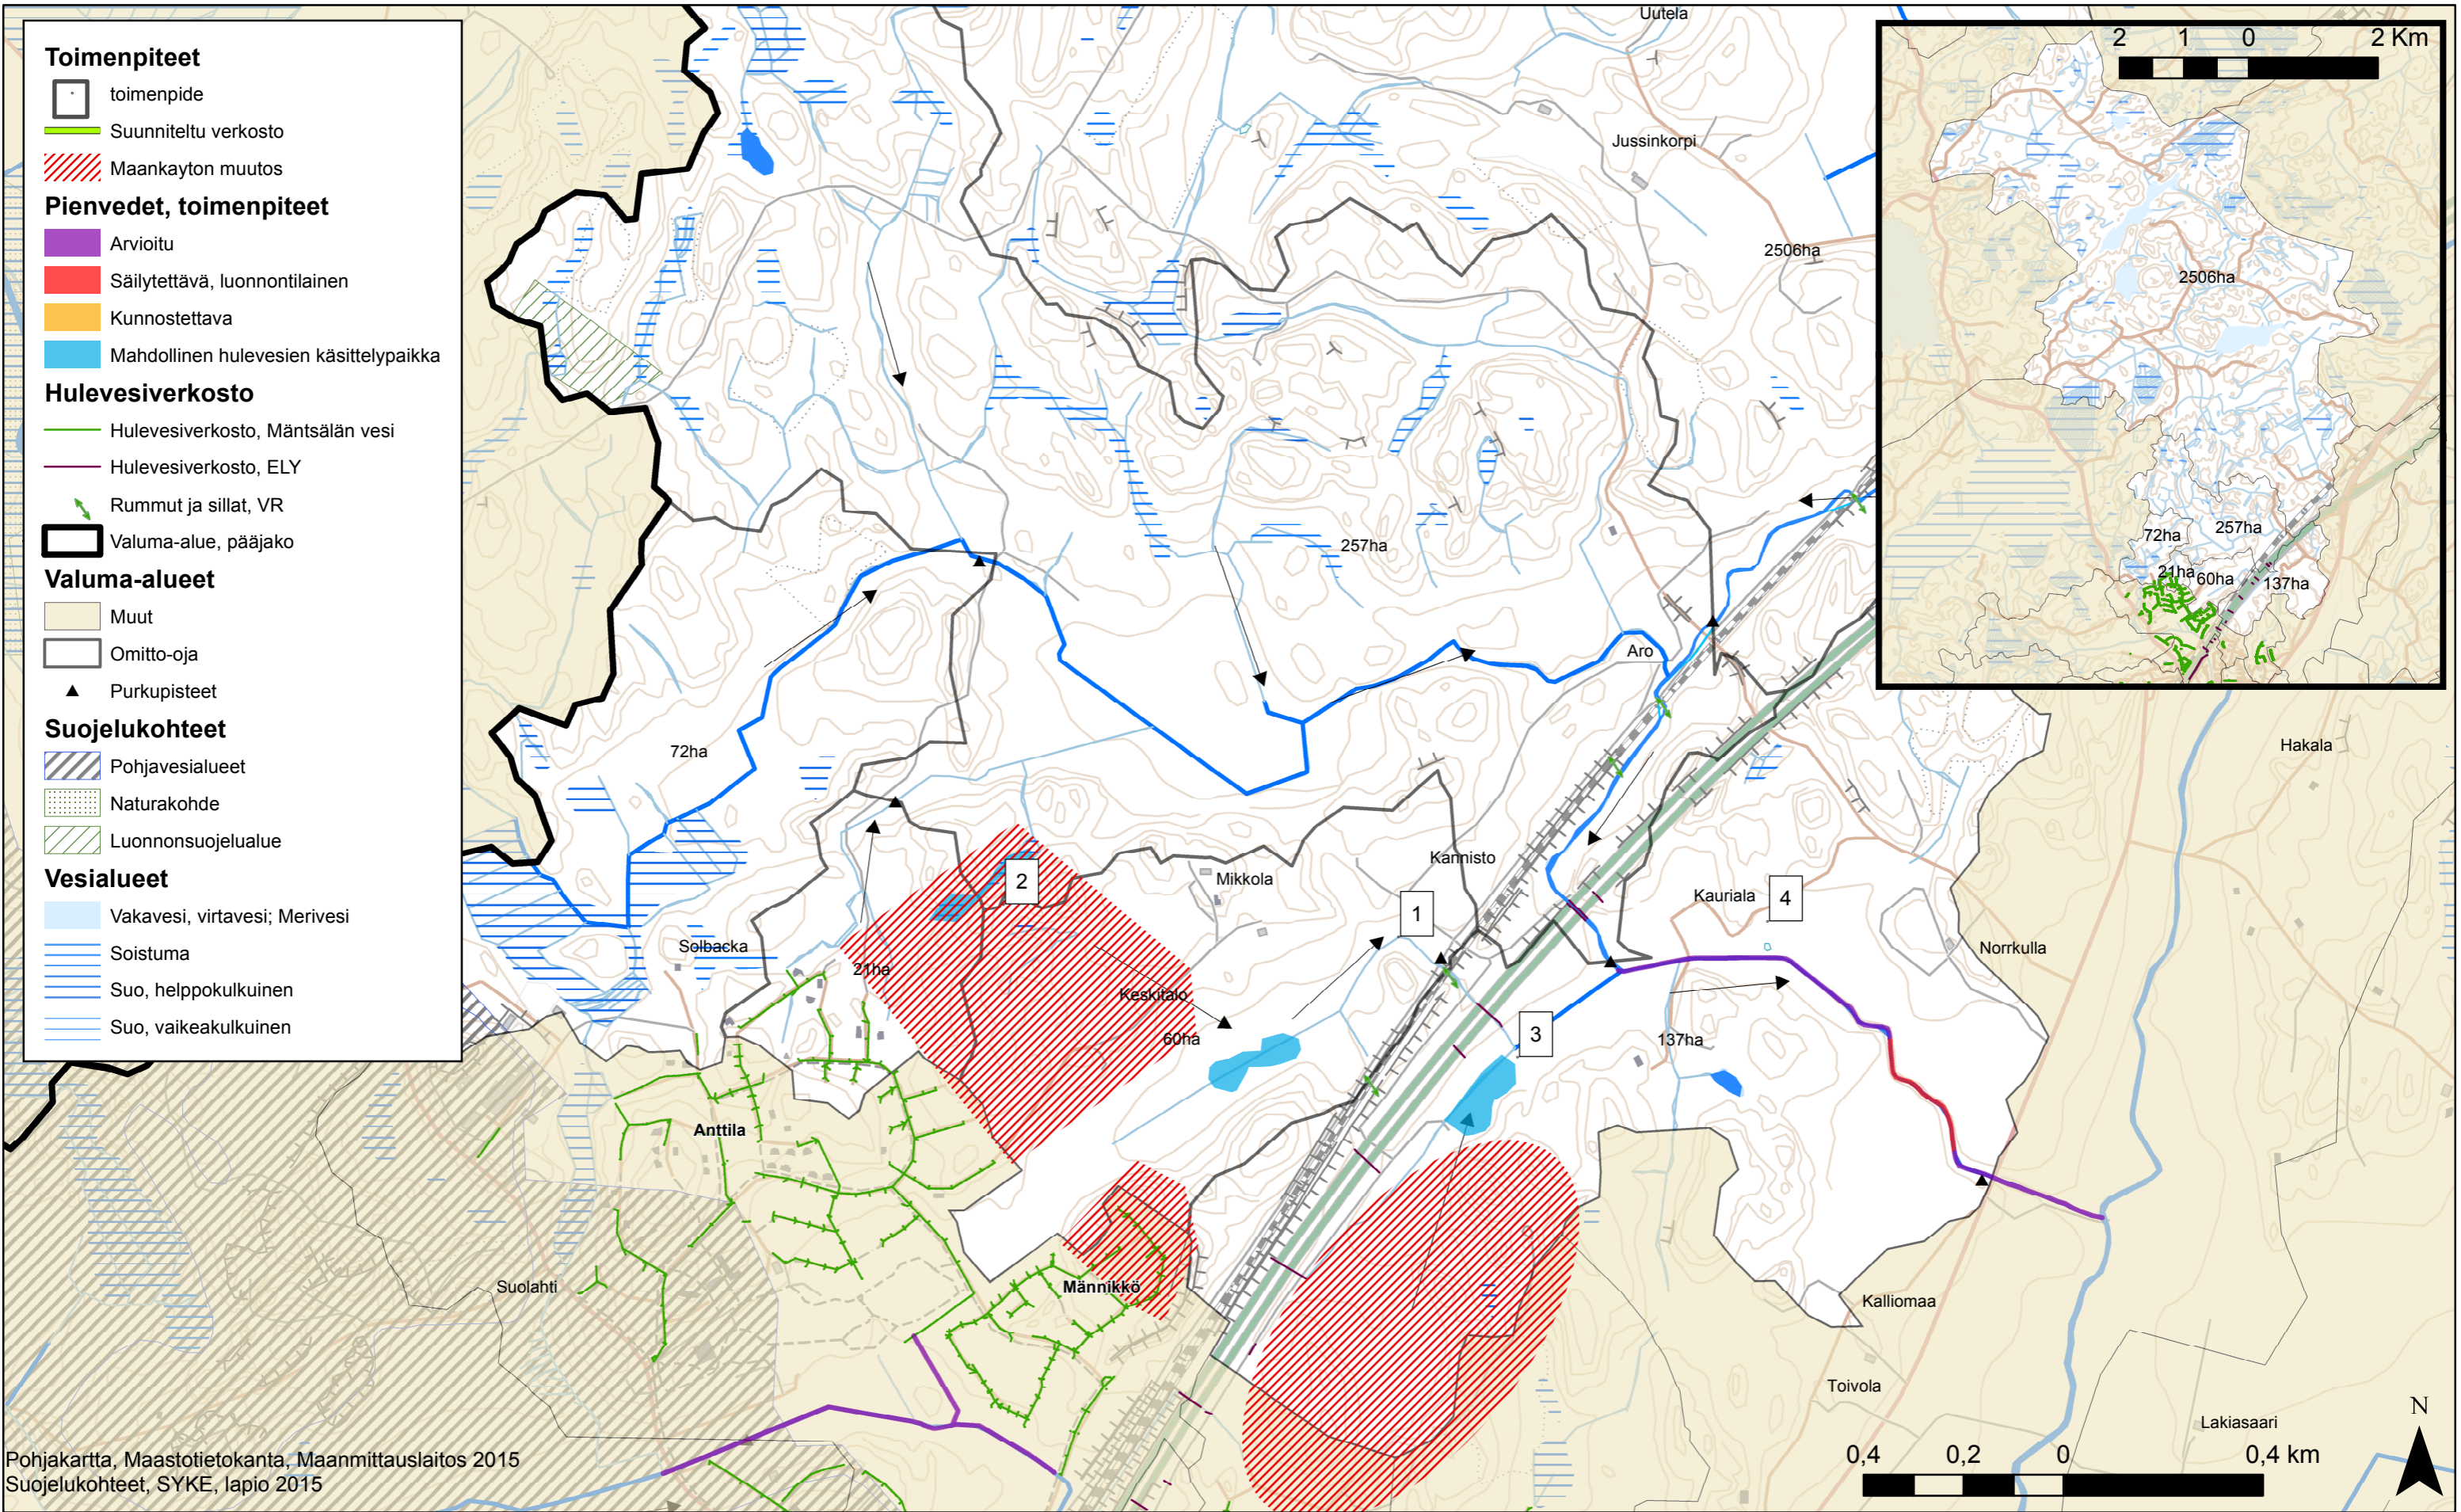 Toimenpiteet
toimenpide
Suunniteltu verkosto
Maankayton muutos
Pienvedet, toimenpiteet
Arvioitu
Säilytettävä, luonnontilainen
Kunnostettava
Mahdollinen hulevesien käsittelypaikka
Hulevesiverkosto
Hulevesiverkosto, Mäntsälän vesi
Hulevesiverkosto, ELY
Rummut ja sillat, VR
Valuma-alue, pääjako
Valuma-alueet
Muut
Omitto-oja
Purkupisteet
Suojelukohteet
Pohjavesialueet
Naturakohde
Luonnonsuojelualue
Vesialueet
Vakavesi, virtavesi; Merivesi
Soistuma
Suo, helppokulkuinen
Suo, vaikeakulkuinen
Uutela
Jussinkorpi
2506ha
257ha
Aro
72ha
Kannisto
Mikkola
2
1
Kauriala
4
Solbacka
21ha
Norrkulla
Keskitalo
60ha
3
137ha
Hakala
Anttila
Suolahti
Männikkö
Kalliomaa
Toivola
Lakiasaari
2 1 0 2 Km
2506ha
257ha
72ha
21ha
60ha
137ha
N
0,4 0,2 0 0,4 km
Pohjakartta, Maastotietokanta, Maanmittauslaitos 2015
Suojelukohteet, SYKE, lapio 2015